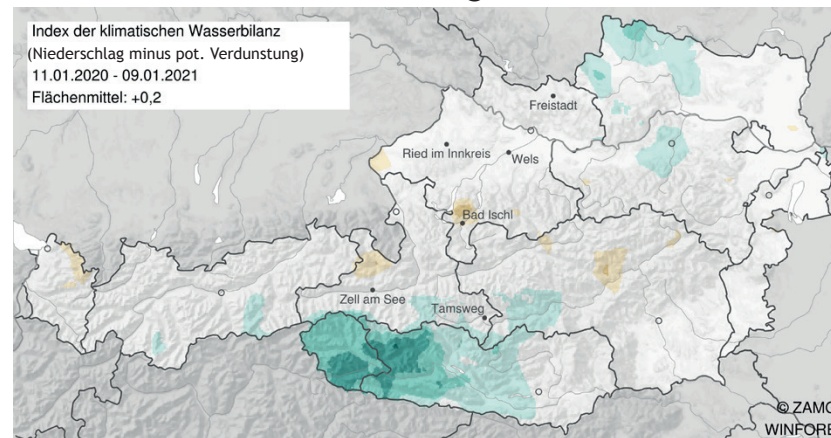 Index der klimatischen Wasserbilanz
(Niederschlag minus pot. Verdunstung)
11.01.2020 - 09.01.2021
Flächenmittel: +0,2
Freistadt
Ried im Innkreis
Wels
Bad Ischl
Zell am See
Tamsweg
© ZAMG
WINFORE